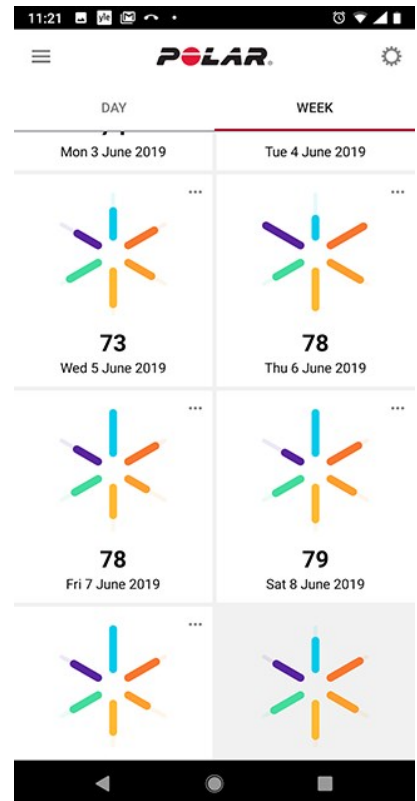 11:21
POLAR
DAY WEEK
Mon 3 June 2019 Tue 4 June 2019
73 78
Wed 5 June 2019 Thu 6 June 2019
78 79
Fri 7 June 2019 Sat 8 June 2019